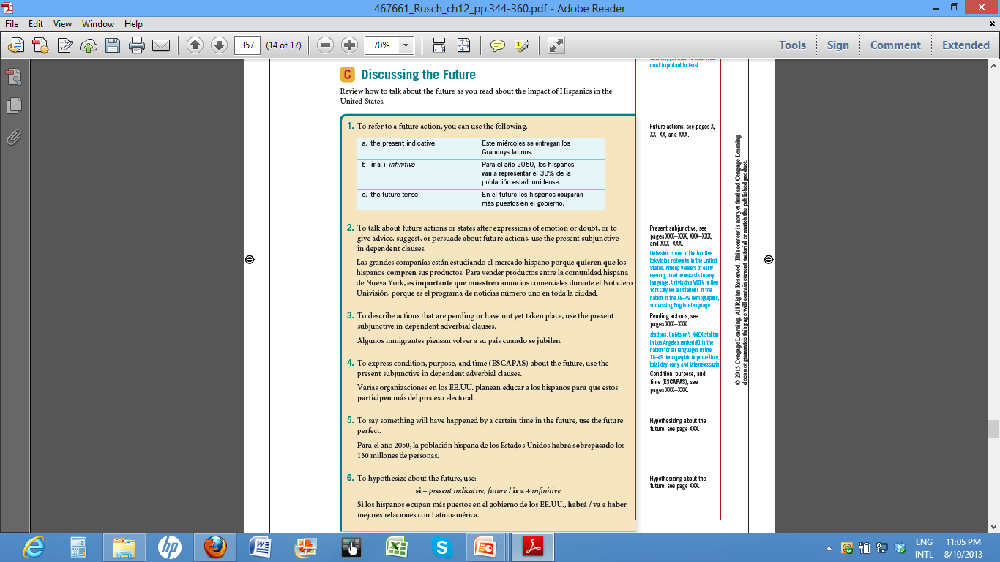 467661_Rusch_ch12_pp.344-360.pdf - Adobe Reader
File Edit View Window Help
357 (14 of 17) 70% Tools Sign Comment Extended
most important to least.
C Discussing the Future
Review how to talk about the future as you read about the impact of Hispanics in the
United States.
1. To refer to a future action, you can use the following.
a. the present indicative
Este miércoles se entregan los
Grammys latinos.
b. ir a + infinitive
Para el año 2050, los hispanos
van a representar el 30% de la
población estadounidense.
c. the future tense
En el futuro los hispanos ocuparán
más puestos en el gobierno.
Future actions, see pages X,
XX–XX, and XXX.
2. To talk about future actions or states after expressions of emotion or doubt, or to
give advice, suggest, or persuade about future actions, use the present subjunctive
in dependent clauses.
Las grandes compañías están estudiando el mercado hispano porque quieren que los
hispanos compren sus productos. Para vender productos entre la comunidad hispana
de Nueva York, es importante que muestren anuncios comerciales durante el Noticiero
Univisión, porque es el programa de noticias número uno en toda la ciudad.
Present subjunctive, see
pages XXX–XXX, XXX–XXX,
and XXX–XXX.
Univisión is one of the top five
television networks in the United
States. Among viewers of early
evening local newscasts in any
language, Univisión's WXTV in New
York City led all stations in the
nation in the 18–49 demographic,
surpassing English-language
3. To describe actions that are pending or have not yet taken place, use the present
subjunctive in dependent adverbial clauses.
Algunos inmigrantes piensan volver a su país cuando se jubilen.
Pending actions, see
pages XXX–XXX.
stations. Univisión's KMEX station
in Los Angeles ranked #1 in the
nation for all languages in the
18–49 demographic in prime time,
total day, early, and late newscasts.
4. To express condition, purpose, and time (ESCAPAS) about the future, use the
present subjunctive in dependent adverbial clauses.
Varias organizaciones en los EE.UU. planean educar a los hispanos para que estos
participen más del proceso electoral.
Condition, purpose, and
time (ESCAPAS), see
pages XXX–XXX.
5. To say something will have happened by a certain time in the future, use the future
perfect.
Para el año 2050, la población hispana de los Estados Unidos habrá sobrepasado los
130 millones de personas.
Hypothesizing about the
future, see page XXX.
6. To hypothesize about the future, use:
si + present indicative, future / ir a + infinitive
Si los hispanos ocupan más puestos en el gobierno de los EE.UU., habrá / va a haber
mejores relaciones con Latinoamérica.
Hypothesizing about the
future, see page XXX.
© 2015 Cengage Learning. All Rights Reserved. This content is not yet final and Cengage Learning
does not guarantee this page will contain current material or match the published product.
ENG
INTL
11:05 PM
8/10/2013